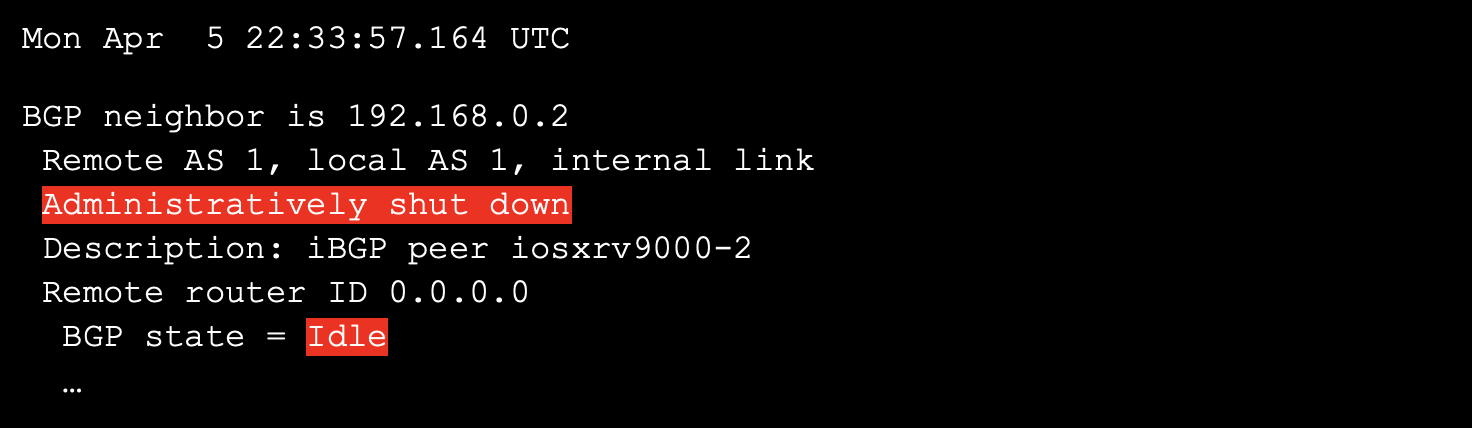 Mon Apr  5 22:33:57.164 UTC
BGP neighbor is 192.168.0.2
Remote AS 1, local AS 1, internal link
Administratively shut down
Description: iBGP peer iosxrv9000-2
Remote router ID 0.0.0.0
BGP state = Idle
…